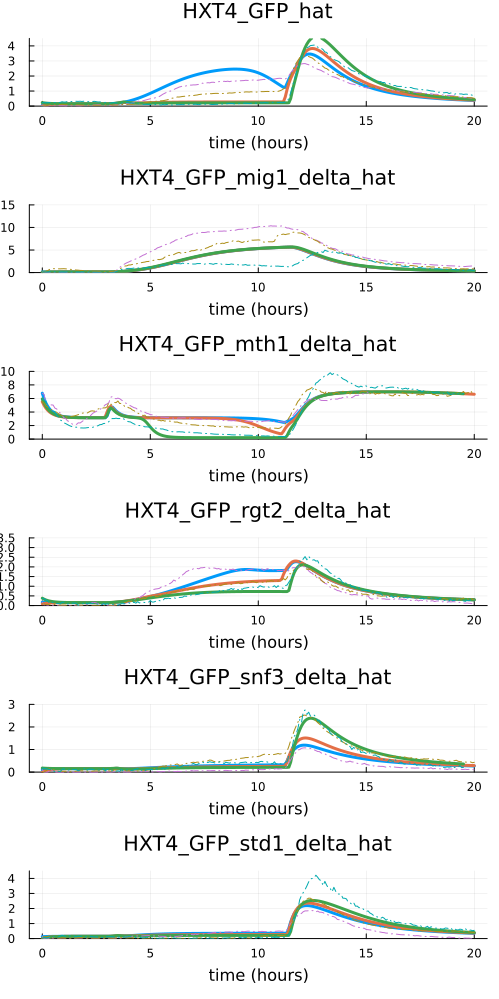 HXT4_GFP_hat
4
3
2
1
0
0 5 10 15 20
time (hours)
HXT4_GFP_mig1_delta_hat
15
10
5
0
0 5 10 15 20
time (hours)
HXT4_GFP_mth1_delta_hat
10
8
6
4
2
0
0 5 10 15 20
time (hours)
HXT4_GFP_rgt2_delta_hat
3.5
3.0
2.5
2.0
1.5
1.0
0.5
0.0
0 5 10 15 20
time (hours)
HXT4_GFP_snf3_delta_hat
3
2
1
0
0 5 10 15 20
time (hours)
HXT4_GFP_std1_delta_hat
4
3
2
1
0
0 5 10 15 20
time (hours)